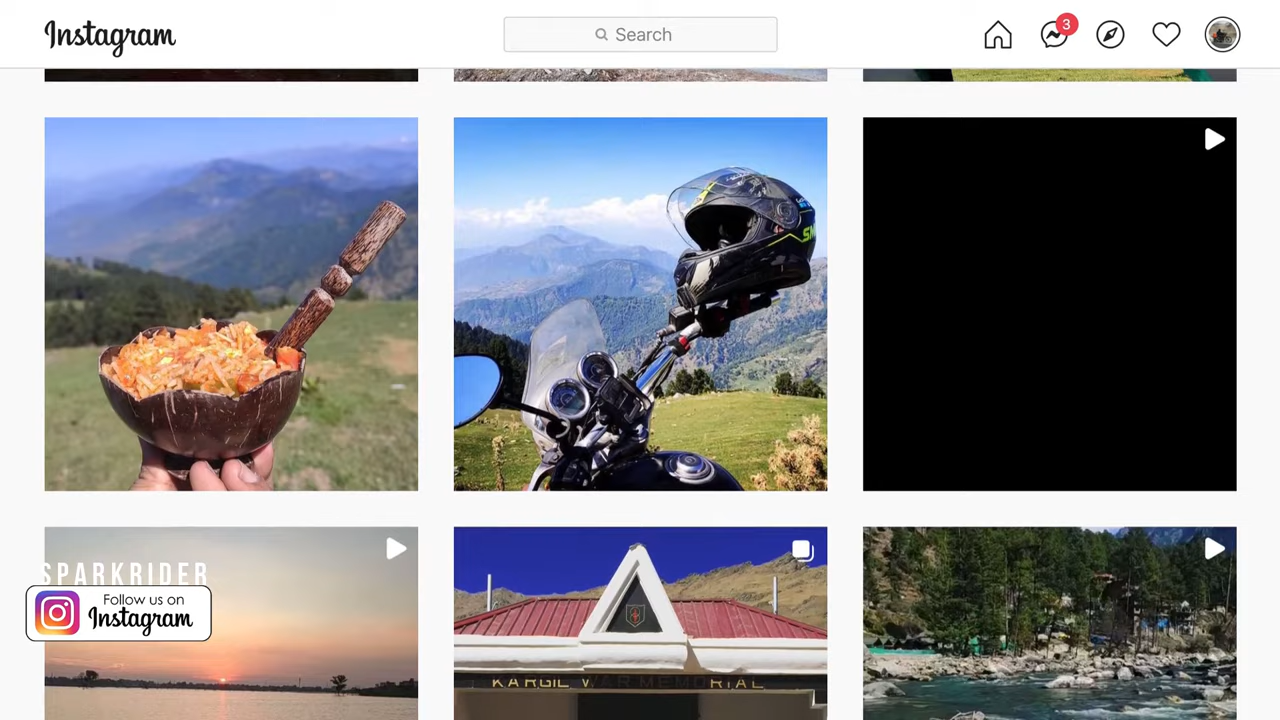 Instagram
Search
3
SPARKRIDER
Follow us on
Instagram
KARGIL WAR MEMORIAL